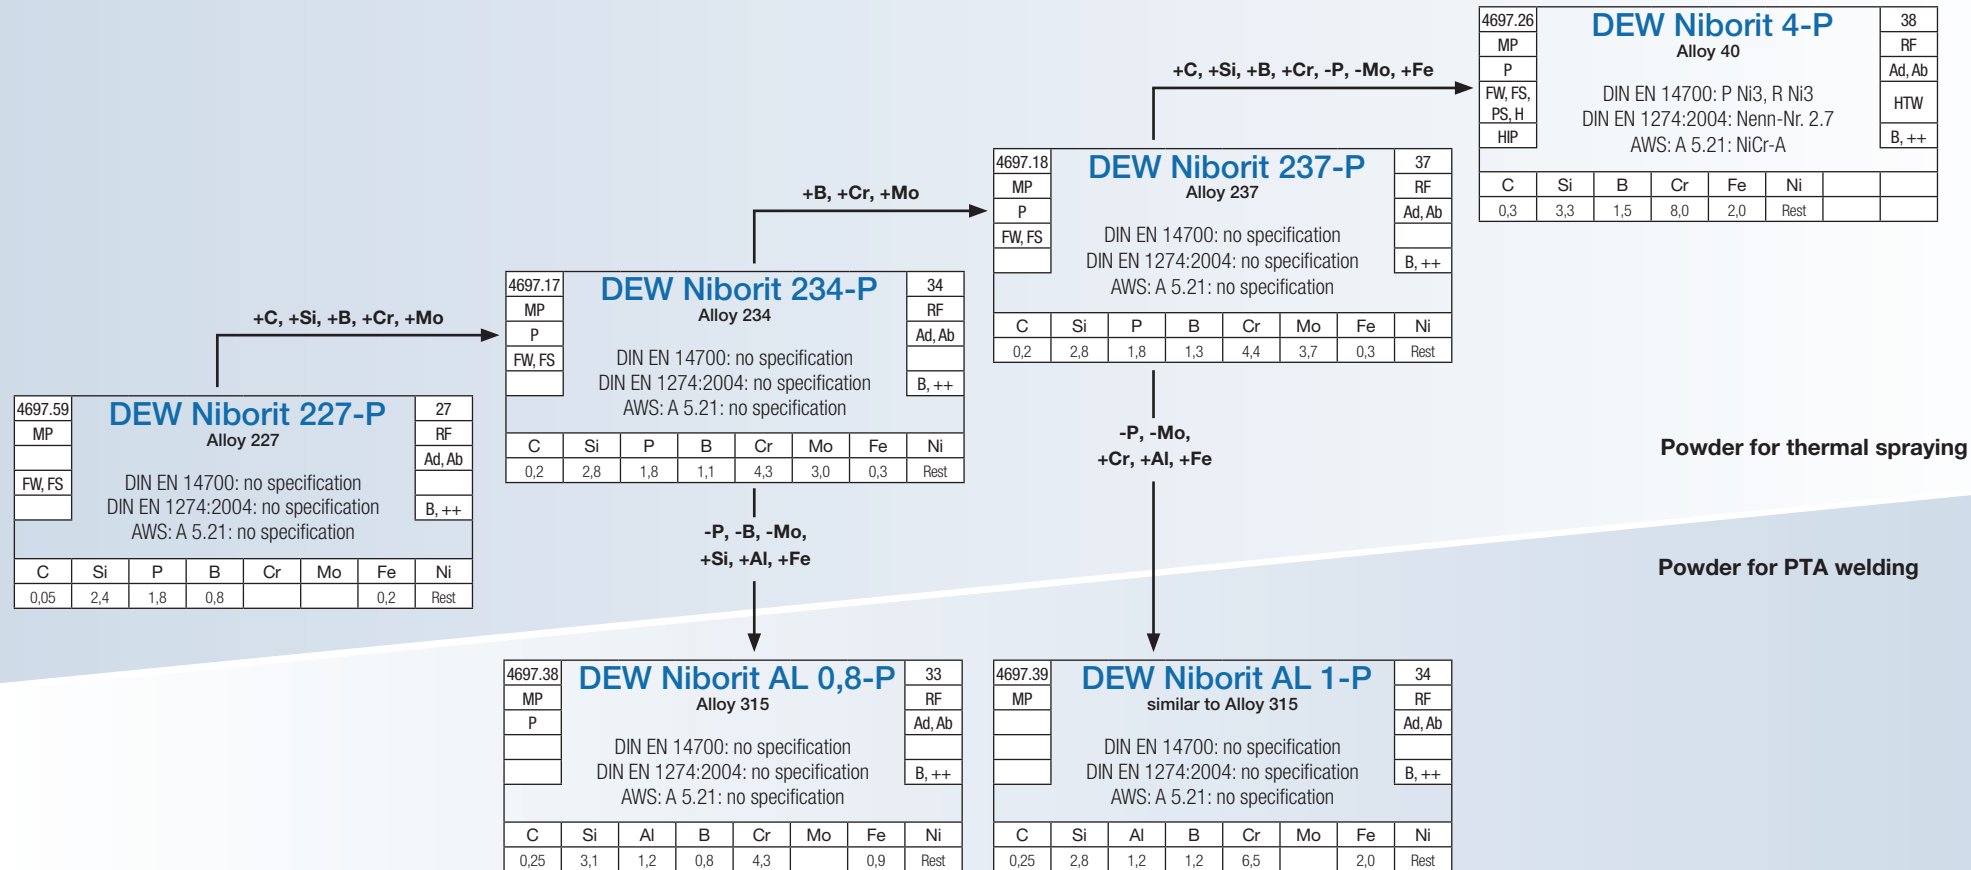 4697.26
DEW Niborit 4-P
38
MP
Alloy 40
RF
P
Ad, Ab
FW, FS,
PS, H
DIN EN 14700: P Ni3, R Ni3
HTW
DIN EN 1274:2004: Nenn-Nr. 2.7
HIP
AWS: A 5.21: NiCr-A
B, ++
C Si B Cr Fe Ni
0,3 3,3 1,5 8,0 2,0 Rest
+C, +Si, +B, +Cr, -P, -Mo, +Fe
4697.18
DEW Niborit 237-P
37
MP
Alloy 237
RF
P
Ad, Ab
FW, FS
DIN EN 14700: no specification
DIN EN 1274:2004: no specification
B, ++
AWS: A 5.21: no specification
C Si P B Cr Mo Fe Ni
0,2 2,8 1,8 1,3 4,4 3,7 0,3 Rest
+B, +Cr, +Mo
4697.17
DEW Niborit 234-P
34
MP
Alloy 234
RF
P
Ad, Ab
FW, FS
DIN EN 14700: no specification
DIN EN 1274:2004: no specification
B, ++
AWS: A 5.21: no specification
C Si P B Cr Mo Fe Ni
0,2 2,8 1,8 1,1 4,3 3,0 0,3 Rest
+C, +Si, +B, +Cr, +Mo
4697.59
DEW Niborit 227-P
27
MP
Alloy 227
RF
Ad, Ab
FW, FS
DIN EN 14700: no specification
DIN EN 1274:2004: no specification
B, ++
AWS: A 5.21: no specification
C Si P B Cr Mo Fe Ni
0,05 2,4 1,8 0,8 0,2 Rest
-P, -Mo,
+Cr, +Al, +Fe
Powder for thermal spraying
-P, -B, -Mo,
+Si, +Al, +Fe
Powder for PTA welding
4697.38
DEW Niborit AL 0,8-P
33
MP
Alloy 315
RF
P
Ad, Ab
DIN EN 14700: no specification
DIN EN 1274:2004: no specification
B, ++
AWS: A 5.21: no specification
C Si Al B Cr Mo Fe Ni
0,25 3,1 1,2 0,8 4,3 0,9 Rest
4697.39
DEW Niborit AL 1-P
34
MP
similar to Alloy 315
RF
Ad, Ab
DIN EN 14700: no specification
DIN EN 1274:2004: no specification
B, ++
AWS: A 5.21: no specification
C Si Al B Cr Mo Fe Ni
0,25 2,8 1,2 1,2 6,5 2,0 Rest